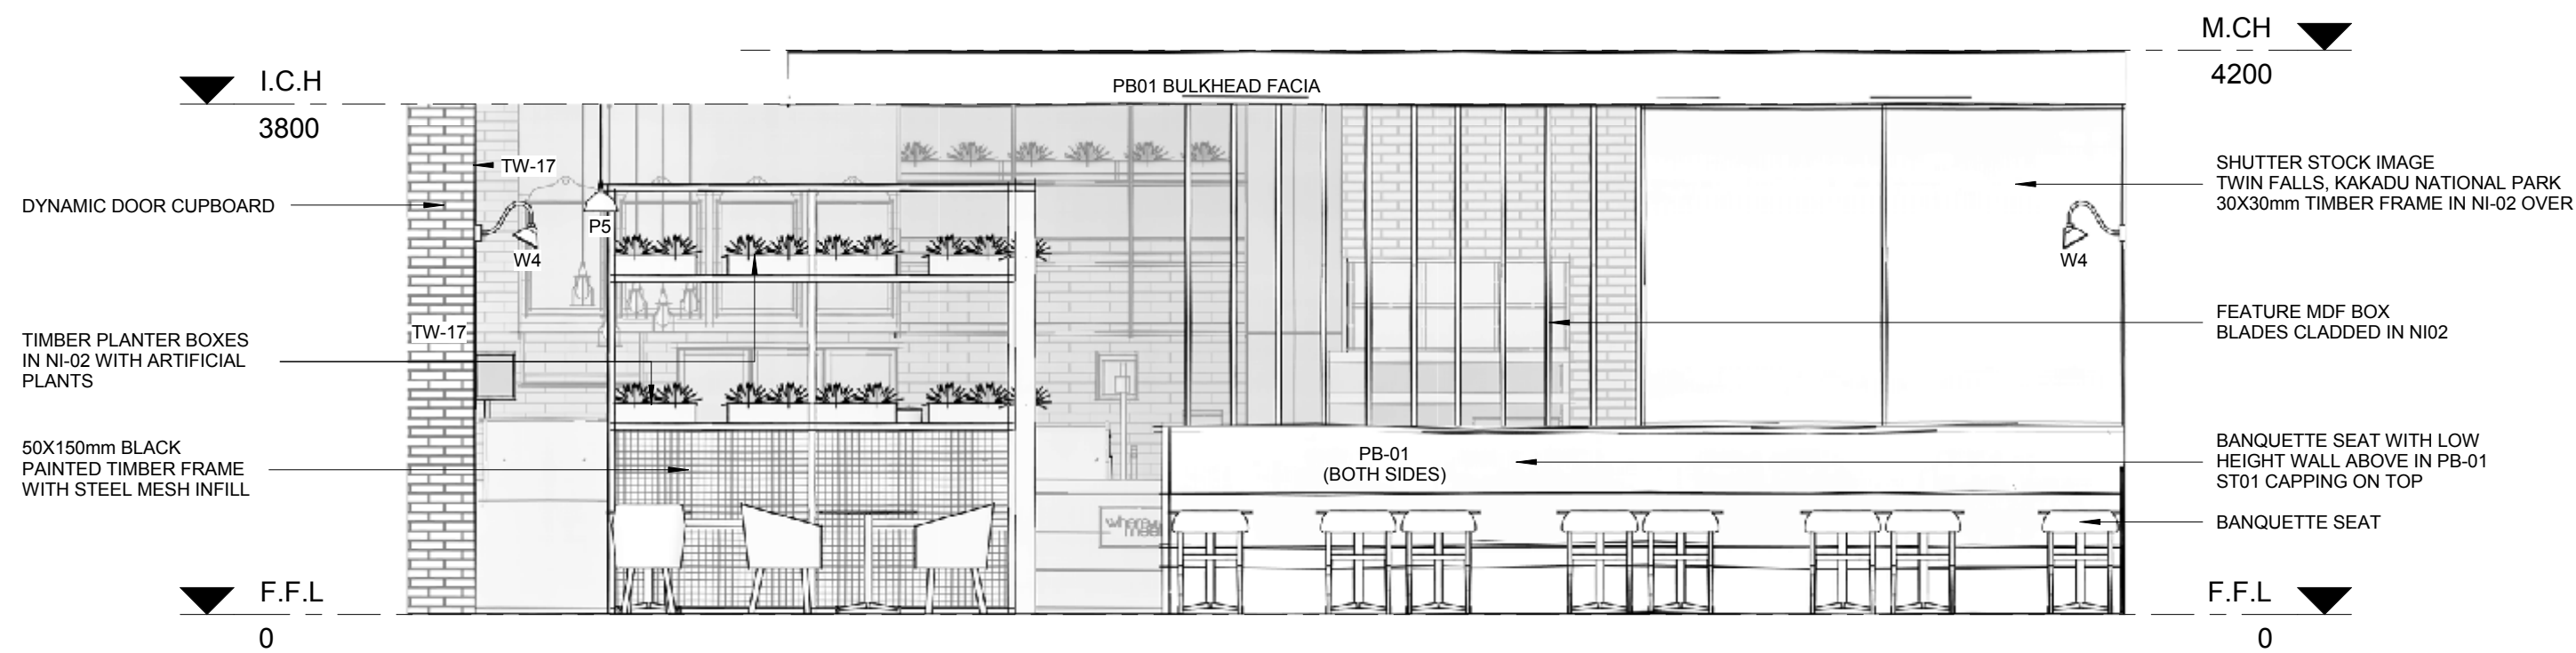 M.CH
4200
I.C.H
3800
PB01 BULKHEAD FACIA
TW-17
DYNAMIC DOOR CUPBOARD
P5
W4
SHUTTER STOCK IMAGE
TWIN FALLS, KAKADU NATIONAL PARK
30X30mm TIMBER FRAME IN NI-02 OVER
W4
TW-17
TIMBER PLANTER BOXES
IN NI-02 WITH ARTIFICIAL
PLANTS
FEATURE MDF BOX
BLADES CLADDED IN NI02
50X150mm BLACK
PAINTED TIMBER FRAME
WITH STEEL MESH INFILL
PB-01
(BOTH SIDES)
BANQUETTE SEAT WITH LOW
HEIGHT WALL ABOVE IN PB-01
ST01 CAPPING ON TOP
BANQUETTE SEAT
F.F.L
0
F.F.L
0